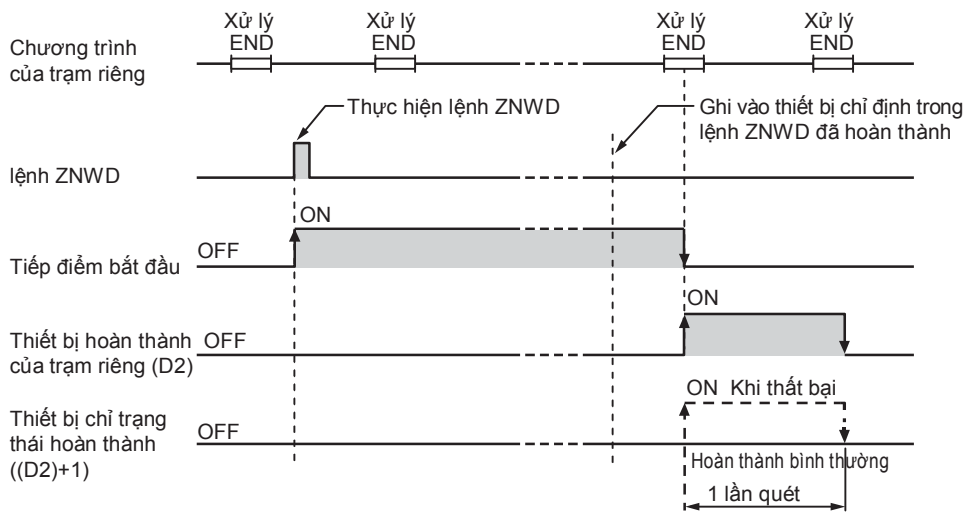 Xử lý
END
Xử lý
END
Xử lý
END
Xử lý
END
Chương trình
của trạm riêng
Thực hiện lệnh ZNWD
Ghi vào thiết bị chỉ định trong
lệnh ZNWD đã hoàn thành
lệnh ZNWD
ON
OFF
Tiếp điểm bắt đầu
ON
Thiết bị hoàn thành OFF
của trạm riêng (D2)
ON Khi thất bại
Thiết bị chỉ trạng
thái hoàn thành
((D2)+1)
OFF
Hoàn thành bình thường
1 lần quét